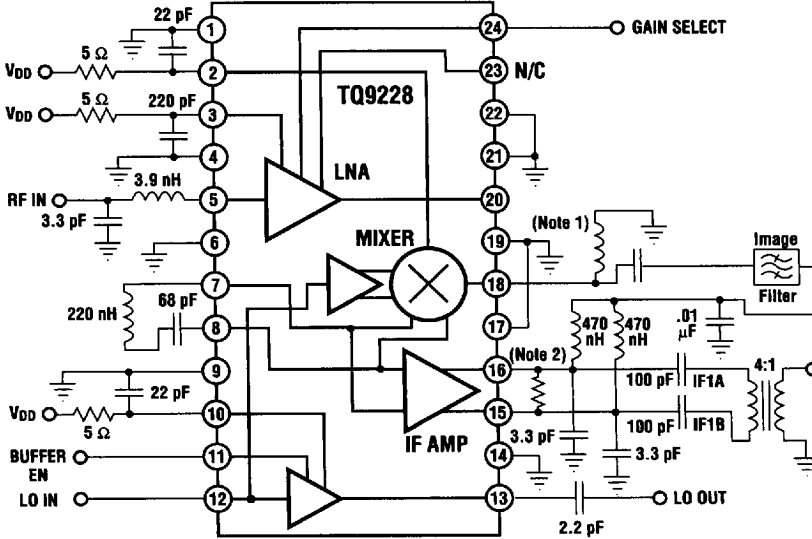 22 pF
1
24
GAIN SELECT
5 Ω
VDD
2
23
N/C
5 Ω
220 pF
TQ9228
VDD
3
22
4
21
LNA
3.9 nH
RF IN
5
20
3.3 pF
(Note 1)
MIXER
6
19
Image
7
18
Filter
68 pF
220 nH
8
17
470 nH
470 nH
.01 µF
(Note 2)
9
16
4:1
22 pF
100 pF
IF1A
VDD
10
15
5 Ω
IF AMP
100 pF
IF1B
3.3 pF
BUFFER EN
11
14
3.3 pF
LO IN
12
13
LO OUT
2.2 pF